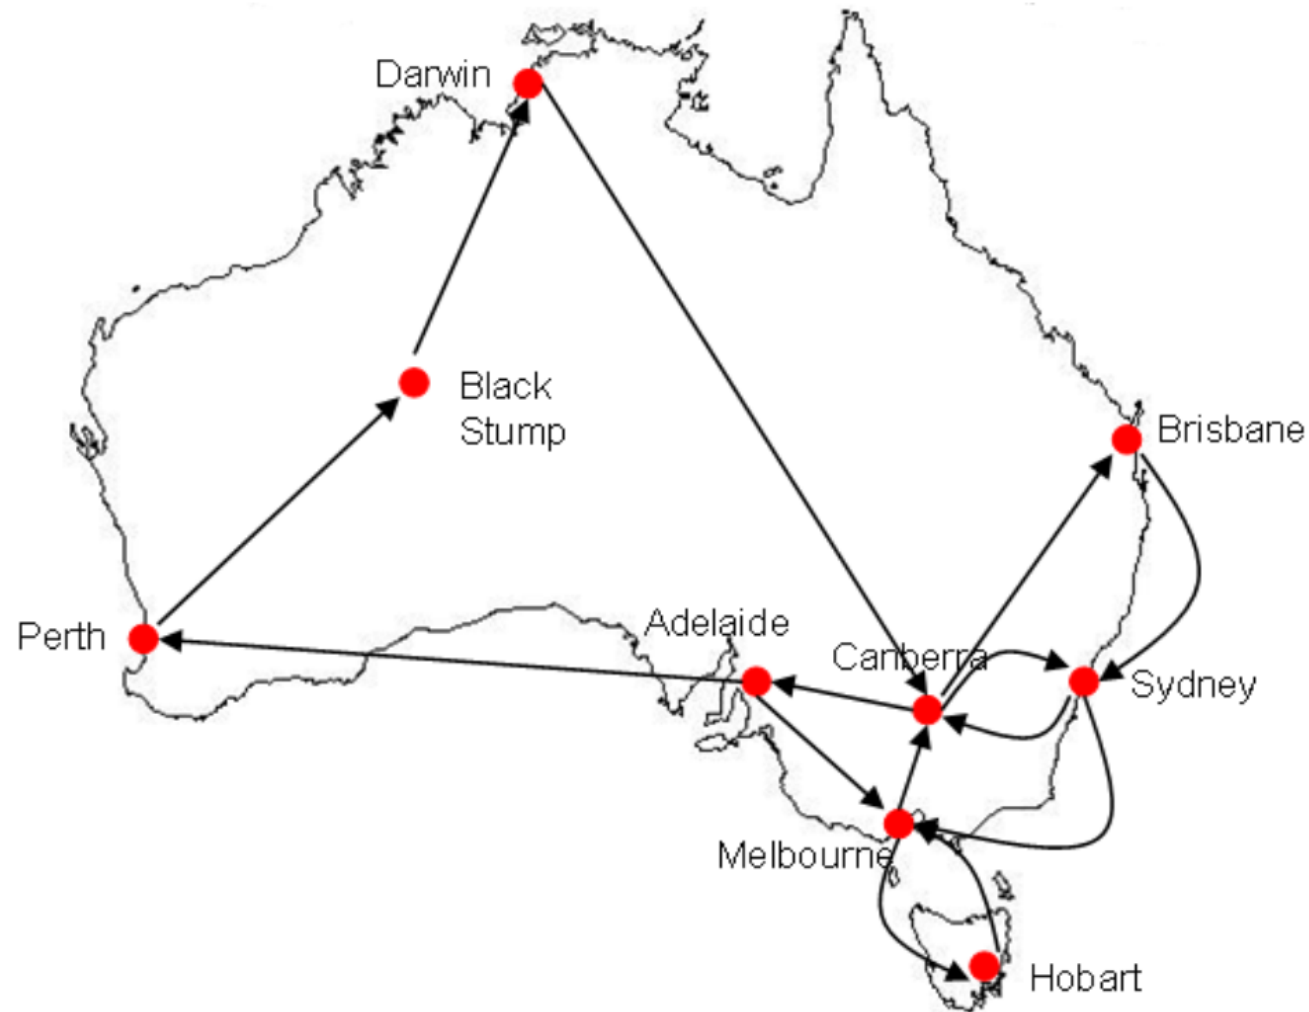 Darwin
Black
Stump
Brisbane
Perth
Adelaide
Canberra
Sydney
Melbourne
Hobart